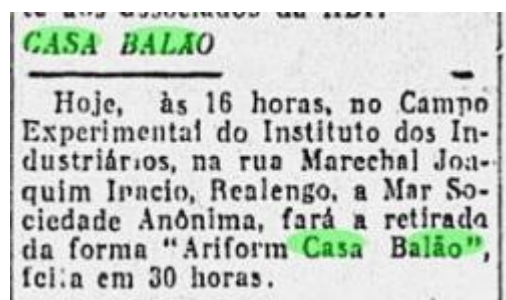 CASA BALÃO
Hoje, às 16 horas, no Campo
Experimental do Instituto dos In-
dustriários, na rua Marechal Joa-
quim Inacio, Realengo, a Mar So-
ciedade Anônima, fará a retirada
da forma "Ariform Casa Balão",
feita em 30 horas.